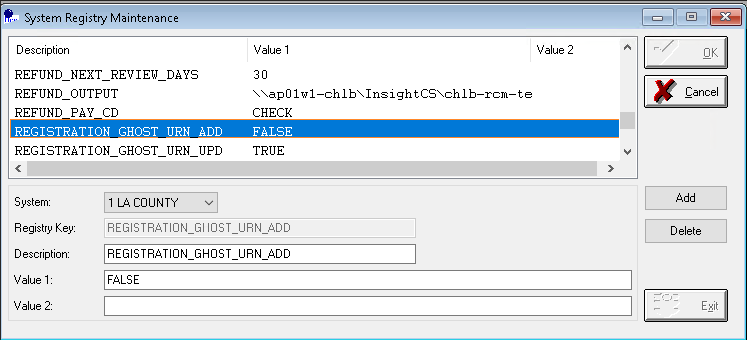 System Registry Maintenance
Description Value 1 Value 2
REFUND_NEXT_REVIEW_DAYS 30
REFUND_OUTPUT \\ap01w1-chlb\InsightCS\chlb-rcm-te
REFUND_PAY_CD CHECK
REGISTRATION_GHOST_URN_ADD FALSE
REGISTRATION_GHOST_URN_UPD TRUE
OK
Cancel
System: 1 LA COUNTY
Add
Registry Key: REGISTRATION_GHOST_URN_ADD
Delete
Description: REGISTRATION_GHOST_URN_ADD
Value 1: FALSE
Value 2:
Exit